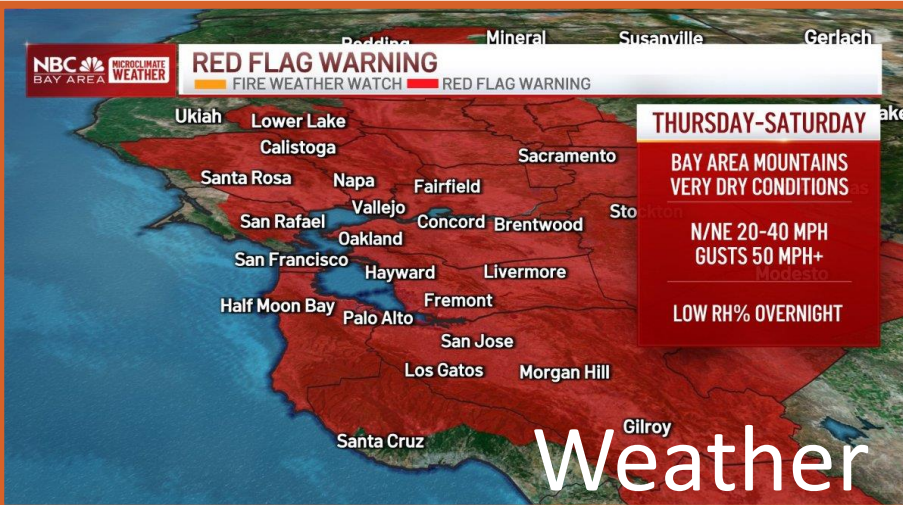 Redding
Mineral
Susanville
Gerlach
NBC
BAY AREA
MICROCLIMATE
WEATHER
RED FLAG WARNING
FIRE WEATHER WATCH RED FLAG WARNING
Ukiah
Lower Lake
THURSDAY-SATURDAY
Calistoga
Sacramento
BAY AREA MOUNTAINS
VERY DRY CONDITIONS
Santa Rosa
Napa
Fairfield
Vallejo
San Rafael
Concord
Brentwood
Stockton
N/NE 20-40 MPH
GUSTS 50 MPH+
Oakland
San Francisco
Hayward
Livermore
Modesto
Half Moon Bay
Palo Alto
Fremont
LOW RH% OVERNIGHT
San Jose
Los Gatos
Morgan Hill
Santa Cruz
Gilroy
Weather